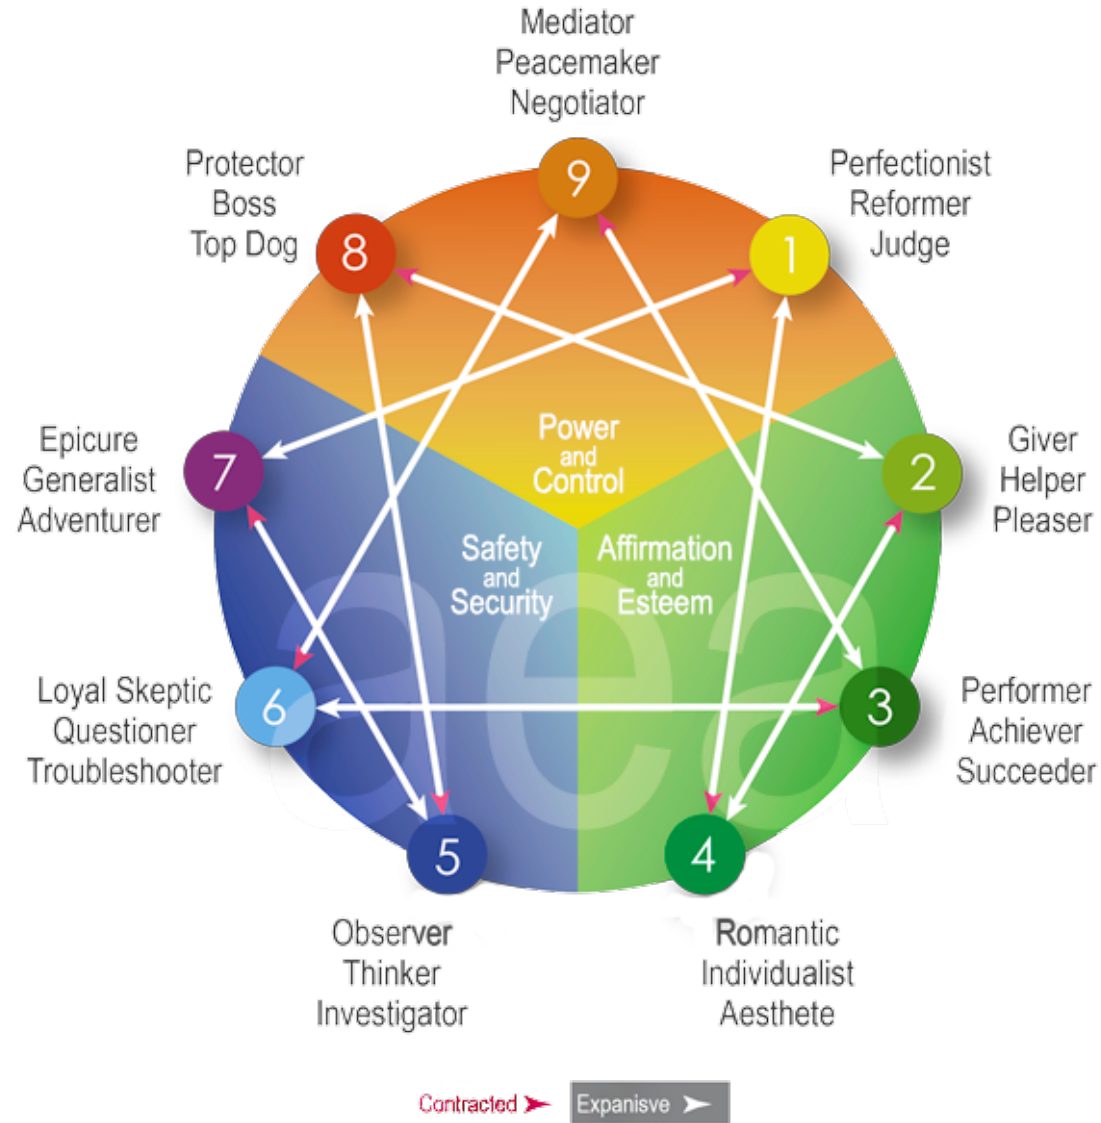 Mediator
Peacemaker
Negotiator
9
Protector
Boss
Top Dog
8
Perfectionist
Reformer
Judge
1
Epicure
Generalist
Adventurer
7
Giver
Helper
Pleaser
2
Power
and
Control
Safety
and
Security
Affirmation
and
Esteem
aea
Loyal Skeptic
Questioner
Troubleshooter
6
Performer
Achiever
Succeeder
3
5
Observer
Thinker
Investigator
4
Romantic
Individualist
Aesthete
Contracted
Expanisve